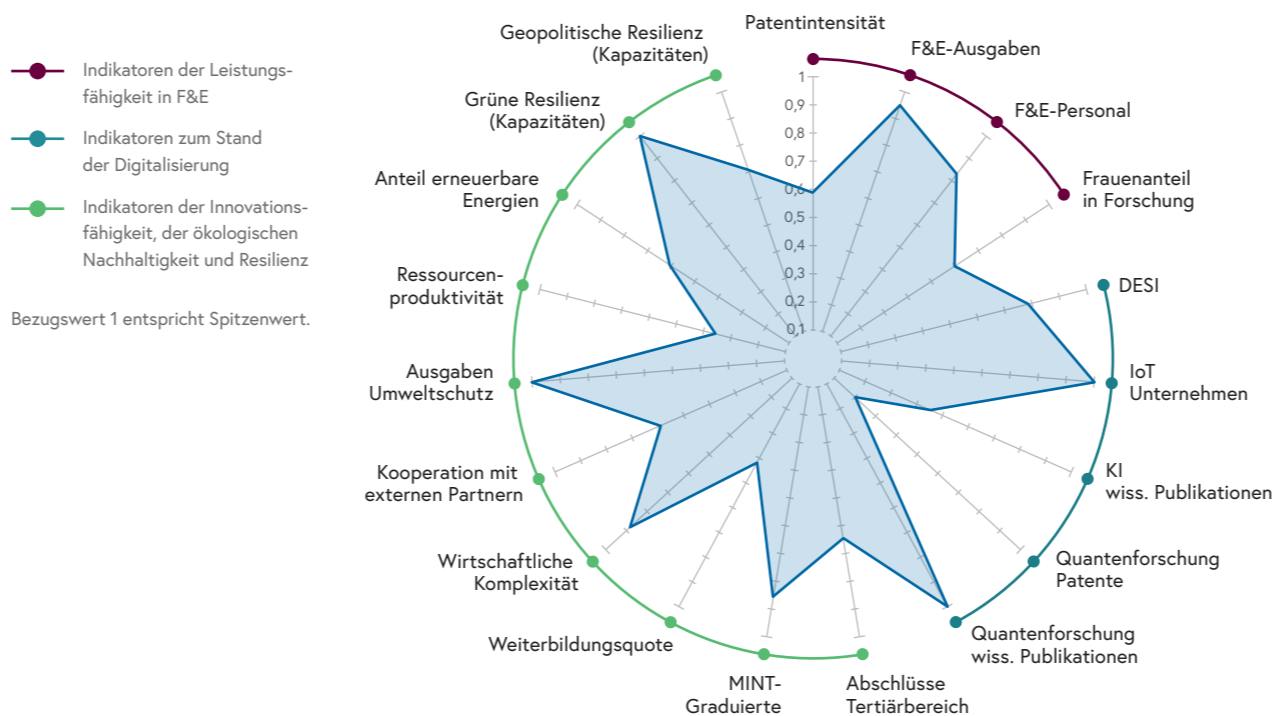 Indikatoren der Leistungs-
fähigkeit in F&E
Indikatoren zum Stand
der Digitalisierung
Indikatoren der Innovations-
fähigkeit, der ökologischen
Nachhaltigkeit und Resilienz
Bezugswert 1 entspricht Spitzenwert.
Patentintensität
F&E-Ausgaben
F&E-Personal
Frauenanteil
in Forschung
DESI
IoT
Unternehmen
KI
wiss. Publikationen
Quantenforschung
Patente
Quantenforschung
wiss. Publikationen
Abschlüsse
Tertiärbereich
MINT-
Graduierte
Weiterbildungsquote
Wirtschaftliche
Komplexität
Kooperation mit
externen Partnern
Ausgaben
Umweltschutz
Ressourcen-
produktivität
Anteil erneuerbare
Energien
Grüne Resilienz
(Kapazitäten)
Geopolitische Resilienz
(Kapazitäten)
1
0,9
0,8
0,7
0,6
0,5
0,4
0,3
0,2
0,1